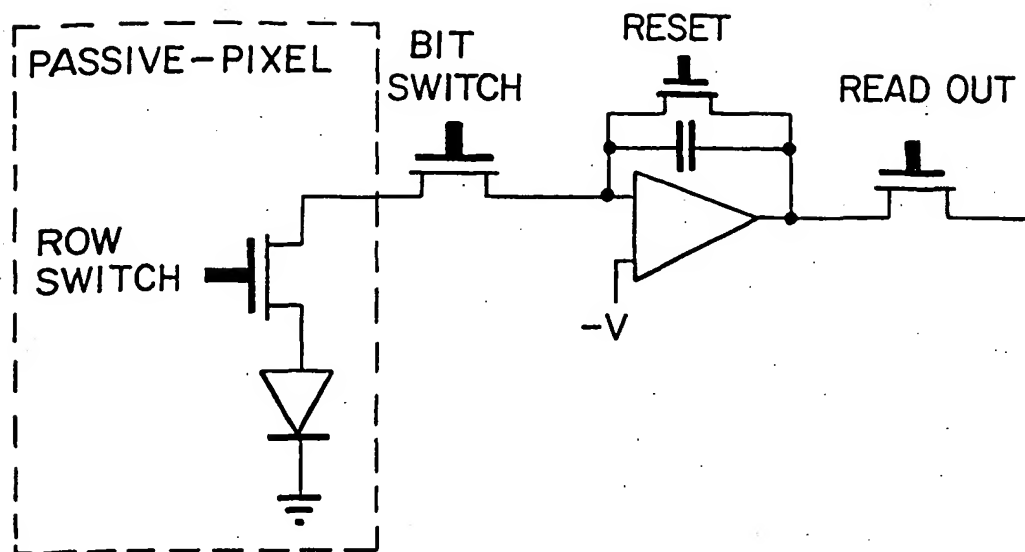 PASSIVE-PIXEL
BIT
SWITCH
RESET
READ OUT
ROW
SWITCH
-V